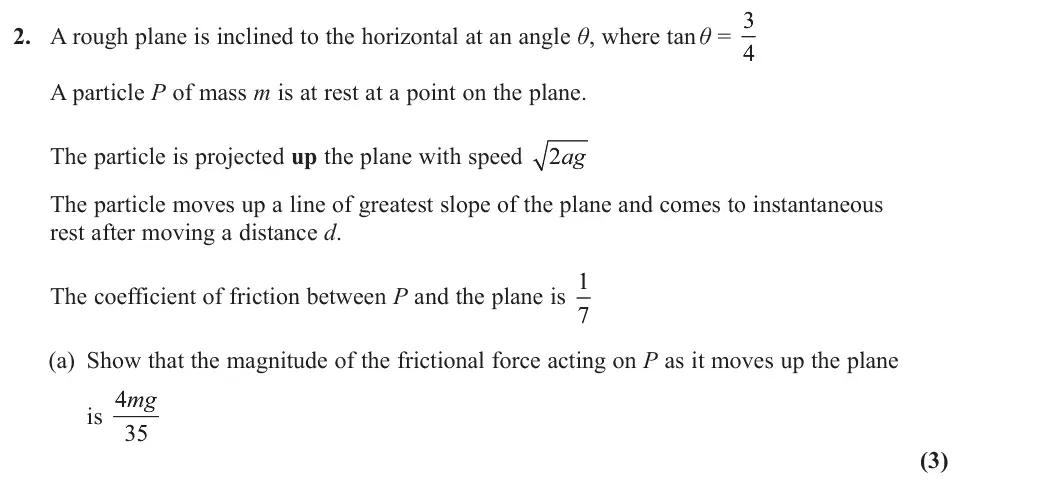 2. A rough plane is inclined to the horizontal at an angle θ, where tan θ = 3/4
A particle P of mass m is at rest at a point on the plane.
The particle is projected up the plane with speed √(2ag)
The particle moves up a line of greatest slope of the plane and comes to instantaneous
rest after moving a distance d.
The coefficient of friction between P and the plane is 1/7
(a) Show that the magnitude of the frictional force acting on P as it moves up the plane
is 4mg/35
(3)